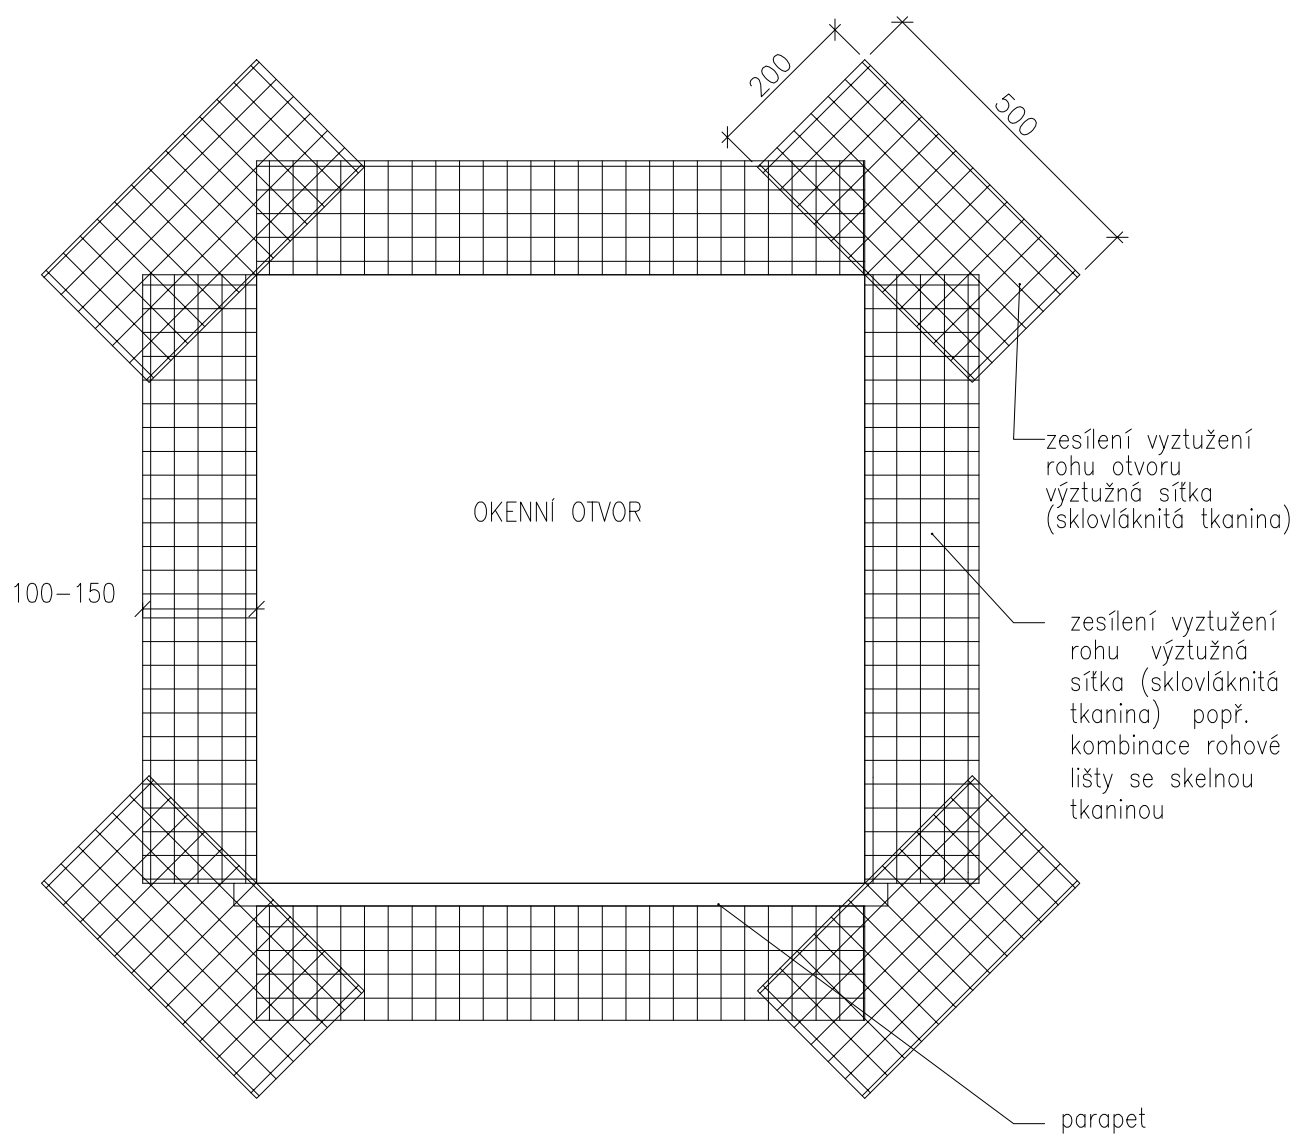 200
500
zesílení vyztužení
rohu otvoru
výztužná síťka
(sklovláknitá tkanina)
OKENNÍ OTVOR
100-150
zesílení vyztužení
rohu výztužná
síťka (sklovláknitá
tkanina) popř.
kombinace rohové
lišty se skelnou
tkaninou
parapet